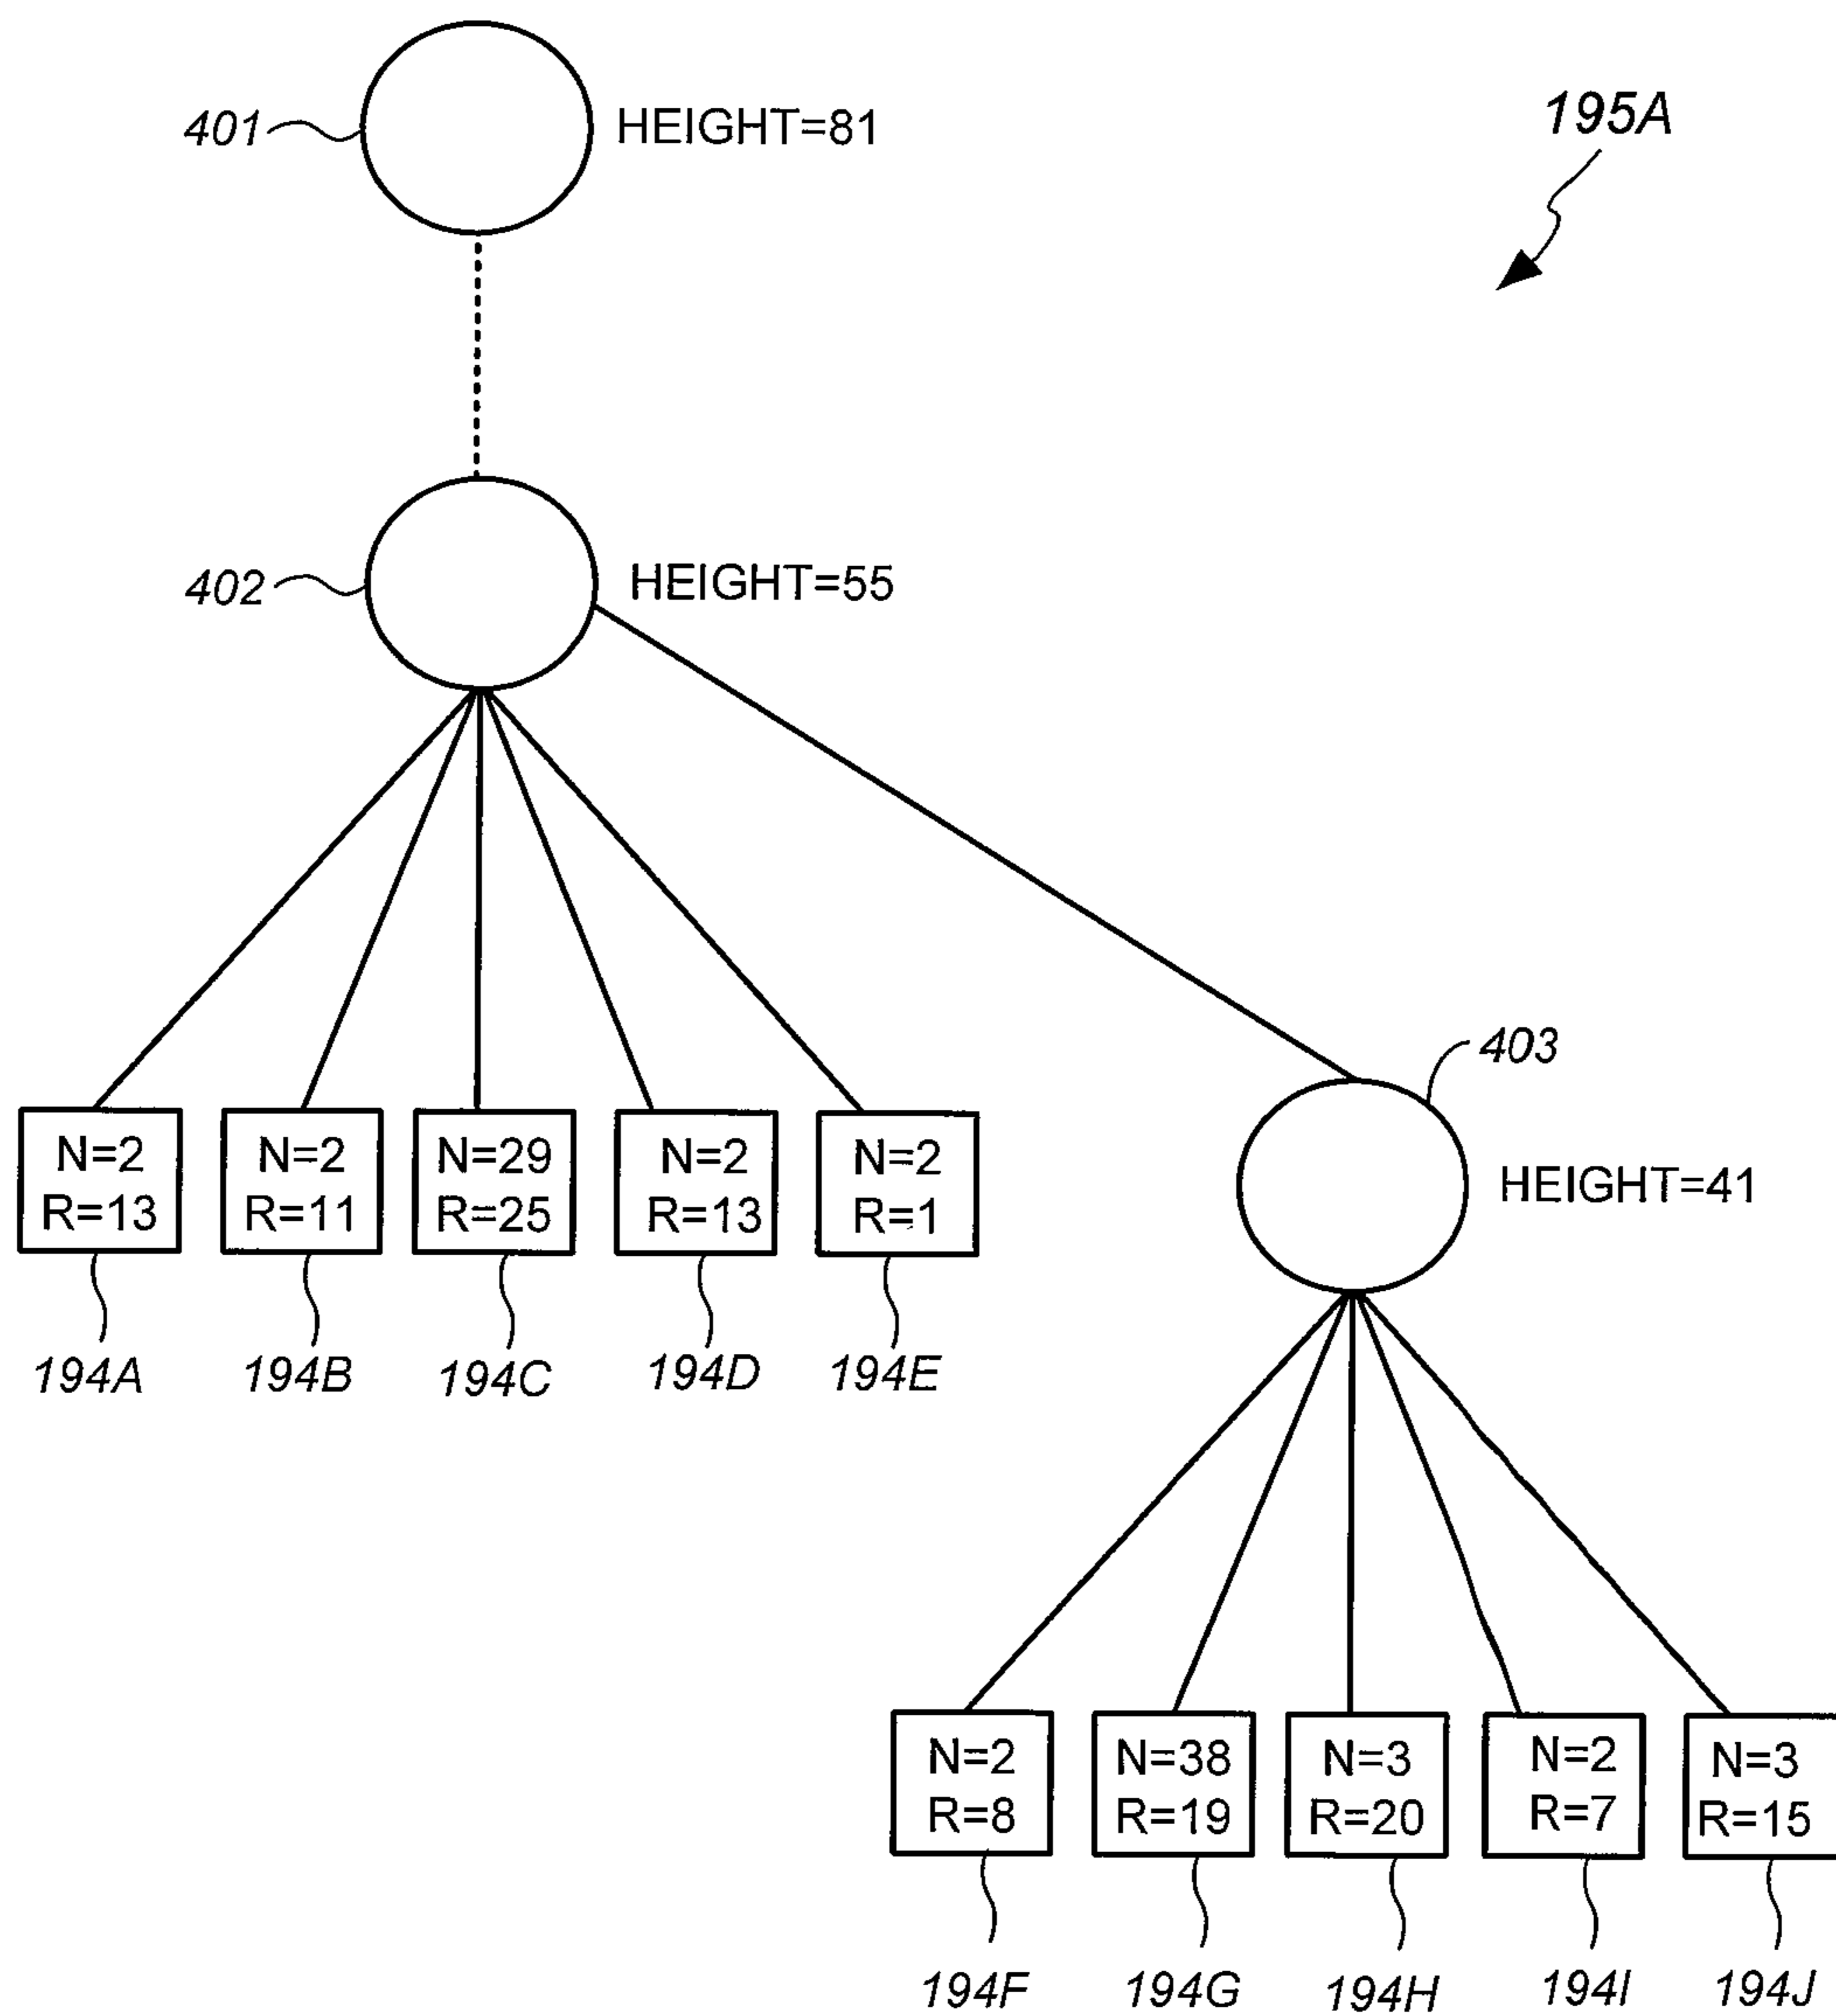 195A
401
HEIGHT=81
402
HEIGHT=55
403
HEIGHT=41
N=2
R=13
N=2
R=11
N=29
R=25
N=2
R=13
N=2
R=1
194A
194B
194C
194D
194E
N=2
R=8
N=38
R=19
N=3
R=20
N=2
R=7
N=3
R=15
194F
194G
194H
194I
194J